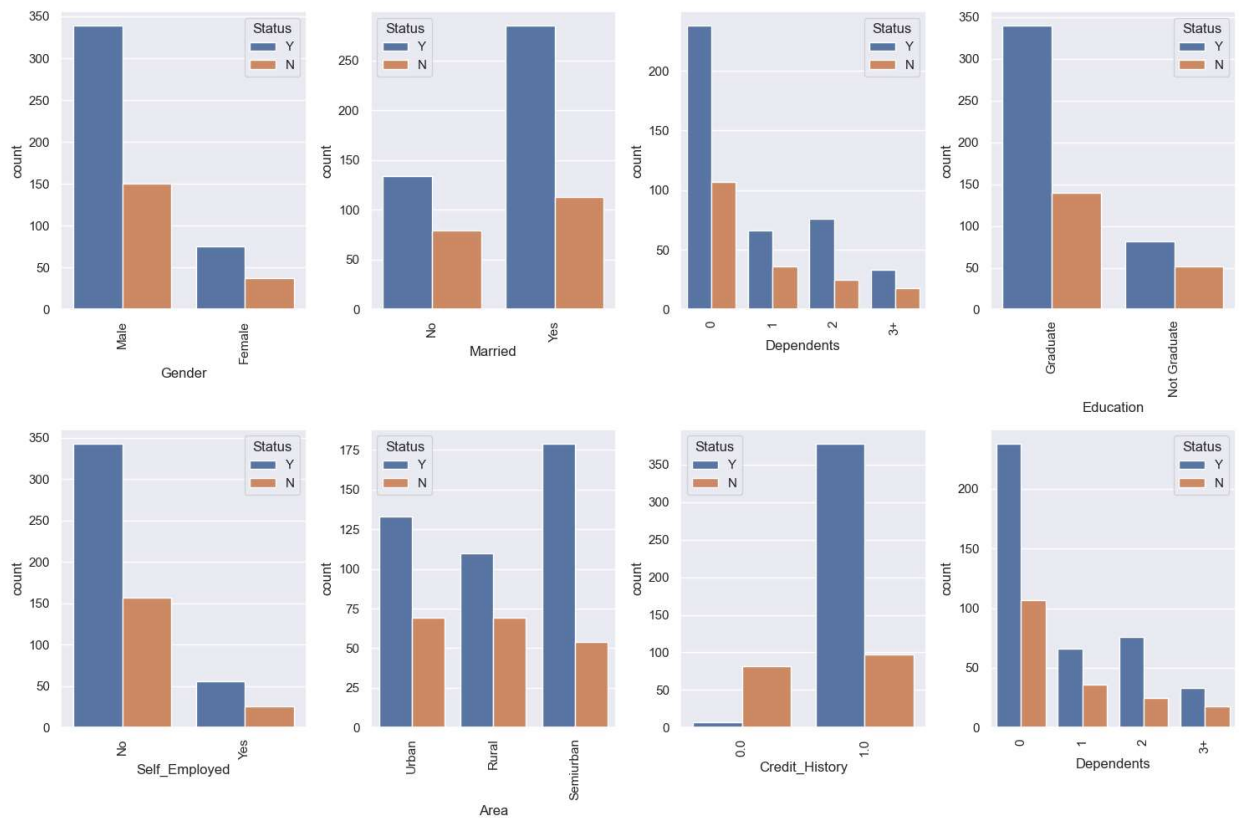 350
300
250
200
150
100
50
0
count
Status
Y
N
Male
Female
Gender
250
200
150
100
50
0
count
Status
Y
N
No
Yes
Married
200
150
100
50
0
count
Status
Y
N
0
1
2
3+
Dependents
350
300
250
200
150
100
50
0
count
Status
Y
N
Graduate
Not Graduate
Education
350
300
250
200
150
100
50
0
count
Status
Y
N
No
Yes
Self_Employed
175
150
125
100
75
50
25
0
count
Status
Y
N
Urban
Rural
Semiurban
Area
350
300
250
200
150
100
50
0
count
Status
Y
N
0.0
1.0
Credit_History
200
150
100
50
0
count
Status
Y
N
0
1
2
3+
Dependents